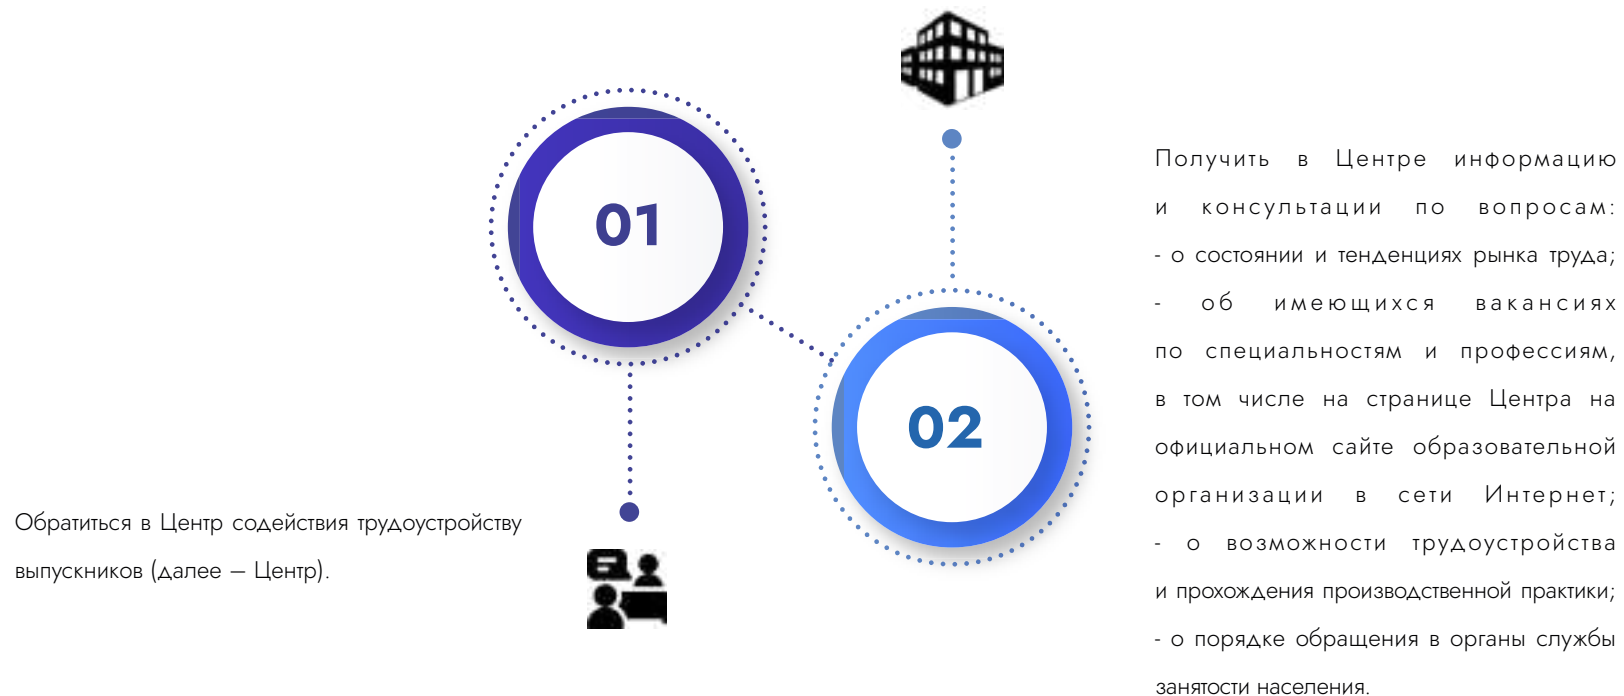 01
Обратиться в Центр содействия трудоустройству
выпускников (далее – Центр).
02
Получить в Центре информацию
и консультации по вопросам:
- о состоянии и тенденциях рынка труда;
- об имеющихся вакансиях
по специальностям и профессиям,
в том числе на странице Центра на
официальном сайте образовательной
организации в сети Интернет;
- о возможности трудоустройства
и прохождения производственной практики;
- о порядке обращения в органы службы
занятости населения.